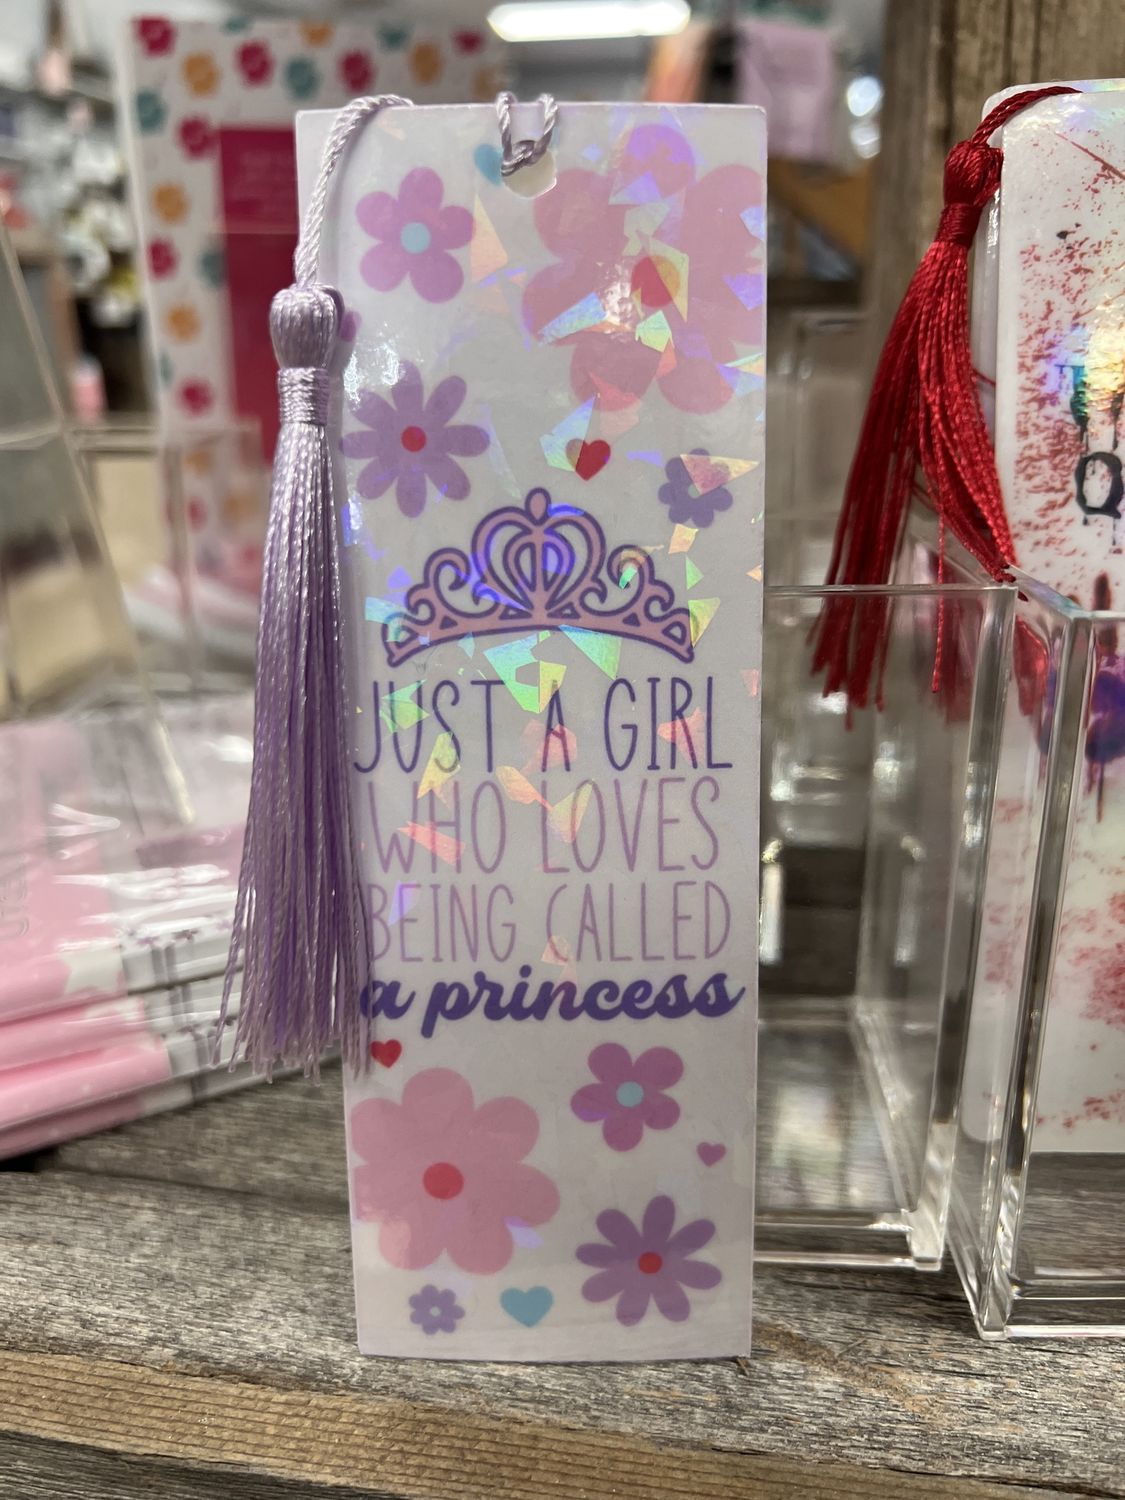 JUST A GIRL
WHO LOVES
BEING CALLED
a princess
Q